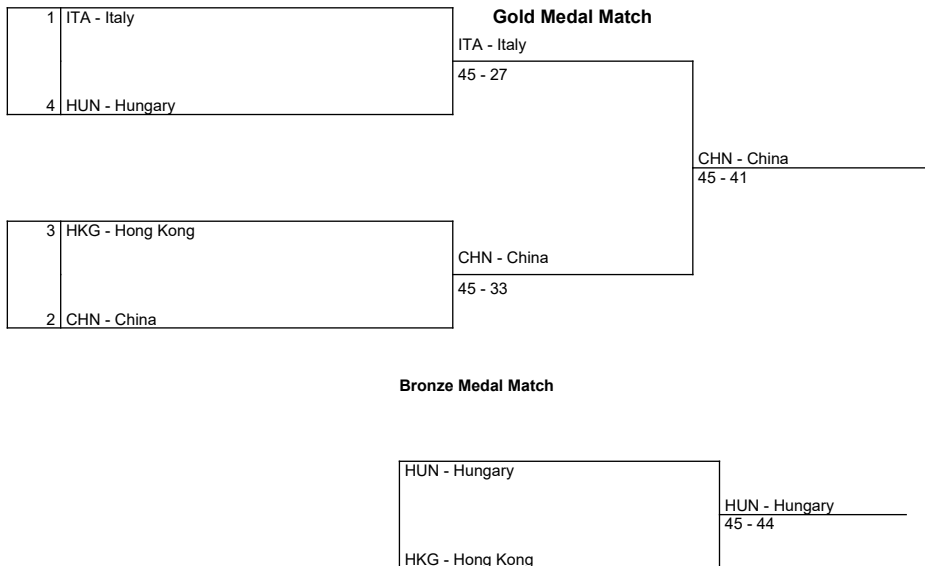 1 ITA - Italy
Gold Medal Match
ITA - Italy
45 - 27
4 HUN - Hungary
CHN - China
45 - 41
3 HKG - Hong Kong
CHN - China
45 - 33
2 CHN - China
Bronze Medal Match
HUN - Hungary
HUN - Hungary
45 - 44
HKG - Hong Kong